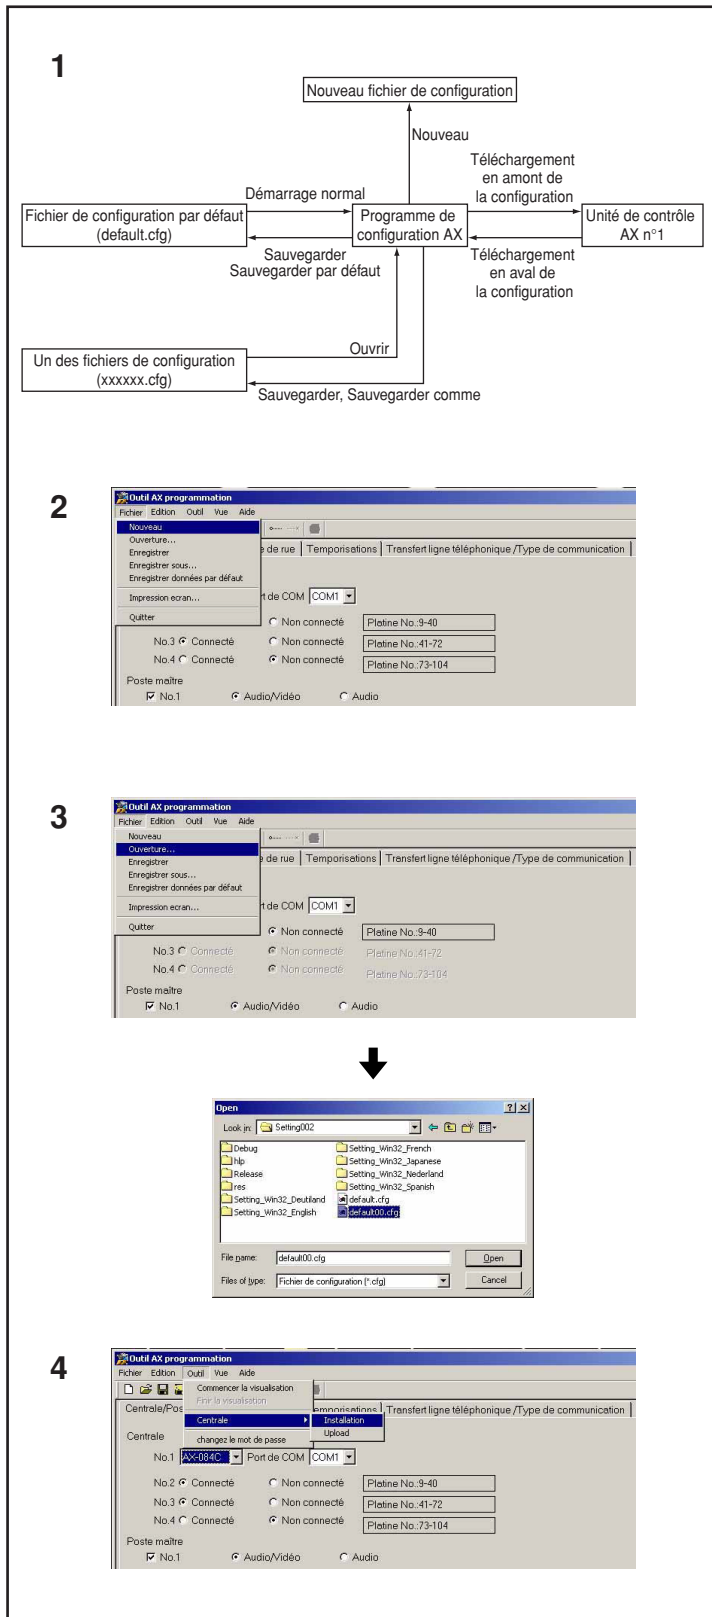 1
Nouveau fichier de configuration
Nouveau
Téléchargement
en amont de
la configuration
Démarrage normal
Fichier de configuration par défaut
(default.cfg)
Programme de
configuration AX
Unité de contrôle
AX n°1
Sauvegarder
Sauvegarder par défaut
Téléchargement
en aval de
la configuration
Ouvrir
Un des fichiers de configuration
(xxxxxx.cfg)
Sauvegarder, Sauvegarder comme
2
Outil AX programmation
Fichier Edition Outil Vue Aide
Nouveau
Ouverture...
Enregistrer
Enregistrer sous...
Enregistrer données par défaut
Impression ecran...
Quitter
e de rue Temporisations Transfert ligne téléphonique /Type de communication
rt de COM COM1
Non connecté Platine No.:9-40
No.3 Connecté Non connecté Platine No.:41-72
No.4 Connecté Non connecté Platine No.:73-104
Poste maître
No.1 Audio/Vidéo Audio
3
Outil AX programmation
Fichier Edition Outil Vue Aide
Nouveau
Ouverture...
Enregistrer
Enregistrer sous...
Enregistrer données par défaut
Impression ecran...
Quitter
e de rue Temporisations Transfert ligne téléphonique /Type de communication
rt de COM COM1
Non connecté Platine No.:9-40
No.3 Connecté Non connecté Platine No.:41-72
No.4 Connecté Non connecté Platine No.:73-104
Poste maître
No.1 Audio/Vidéo Audio
Open
Look in: Setting002
Debug
hlp
Release
res
Setting_Win32_Deutiland
Setting_Win32_English
Setting_Win32_French
Setting_Win32_Japanese
Setting_Win32_Nederland
Setting_Win32_Spanish
default.cfg
default00.cfg
File name: default00.cfg Open
Files of type: Fichier de configuration (*.cfg) Cancel
4
Outil AX programmation
Fichier Edition Outil Vue Aide
Commencer la visualisation
Finir la visualisation
Centrale
changez le mot de passe
Installation
Upload
Centrale/Pos emporisations Transfert ligne téléphonique /Type de communication
Centrale
No.1 AX-084C Port de COM COM1
No.2 Connecté Non connecté Platine No.:9-40
No.3 Connecté Non connecté Platine No.:41-72
No.4 Connecté Non connecté Platine No.:73-104
Poste maître
No.1 Audio/Vidéo Audio